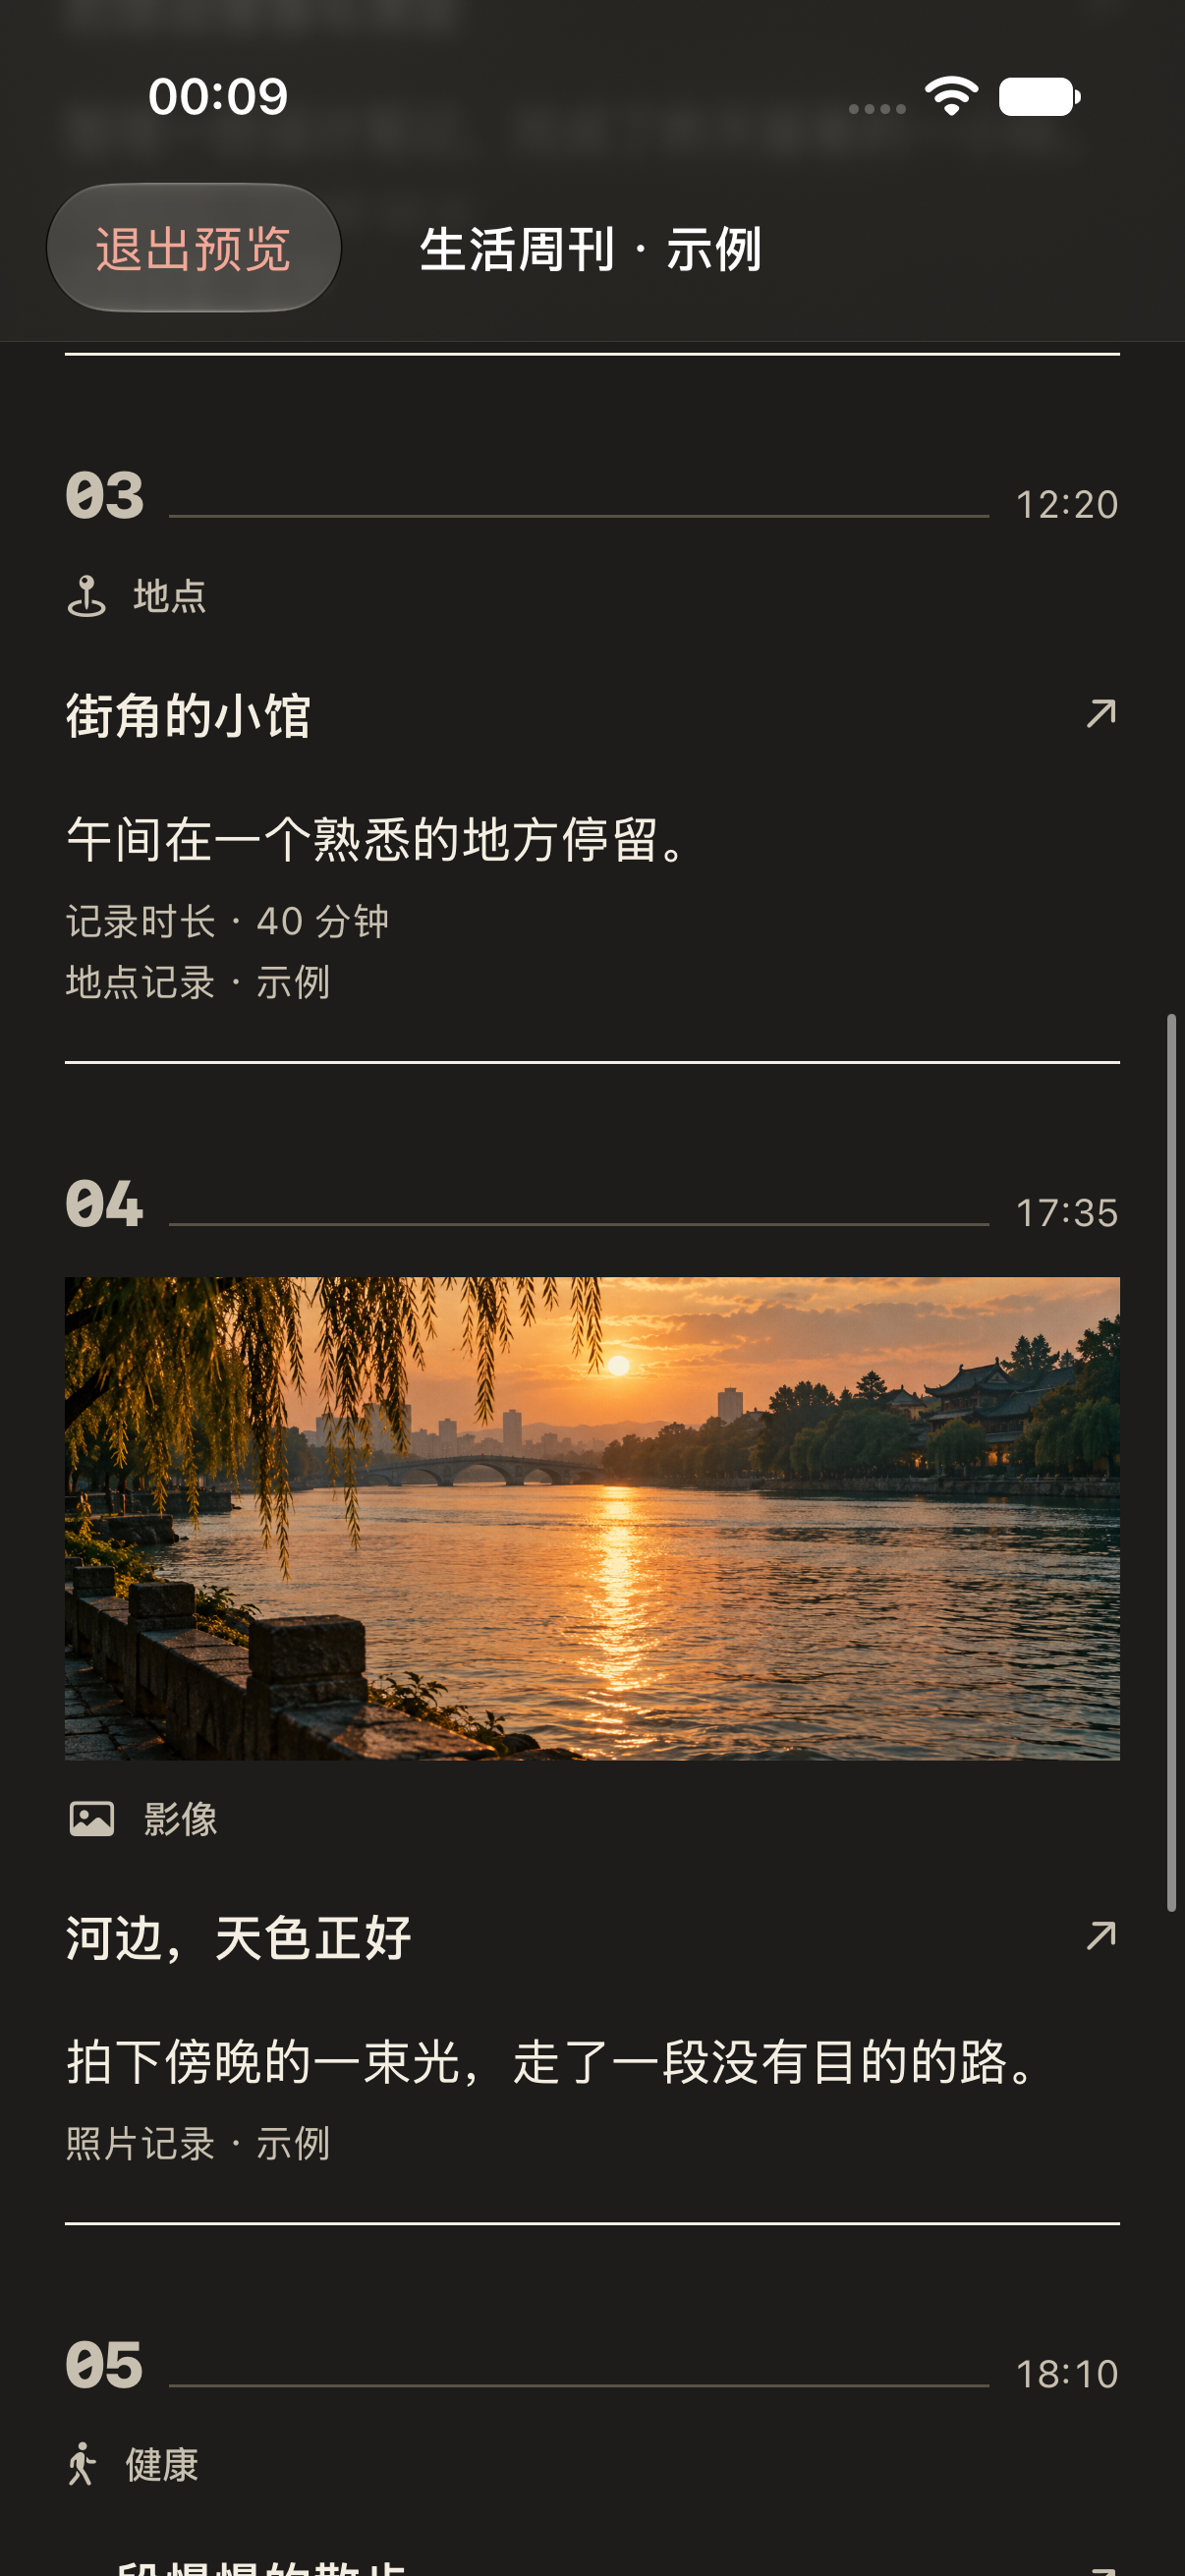 00:09
退出预览
生活周刊 · 示例
03
12:20
地点
街角的小馆
午间在一个熟悉的地方停留。
记录时长 · 40 分钟
地点记录 · 示例
04
17:35
影像
河边，天色正好
拍下傍晚的一束光，走了一段没有目的的路。
照片记录 · 示例
05
18:10
健康